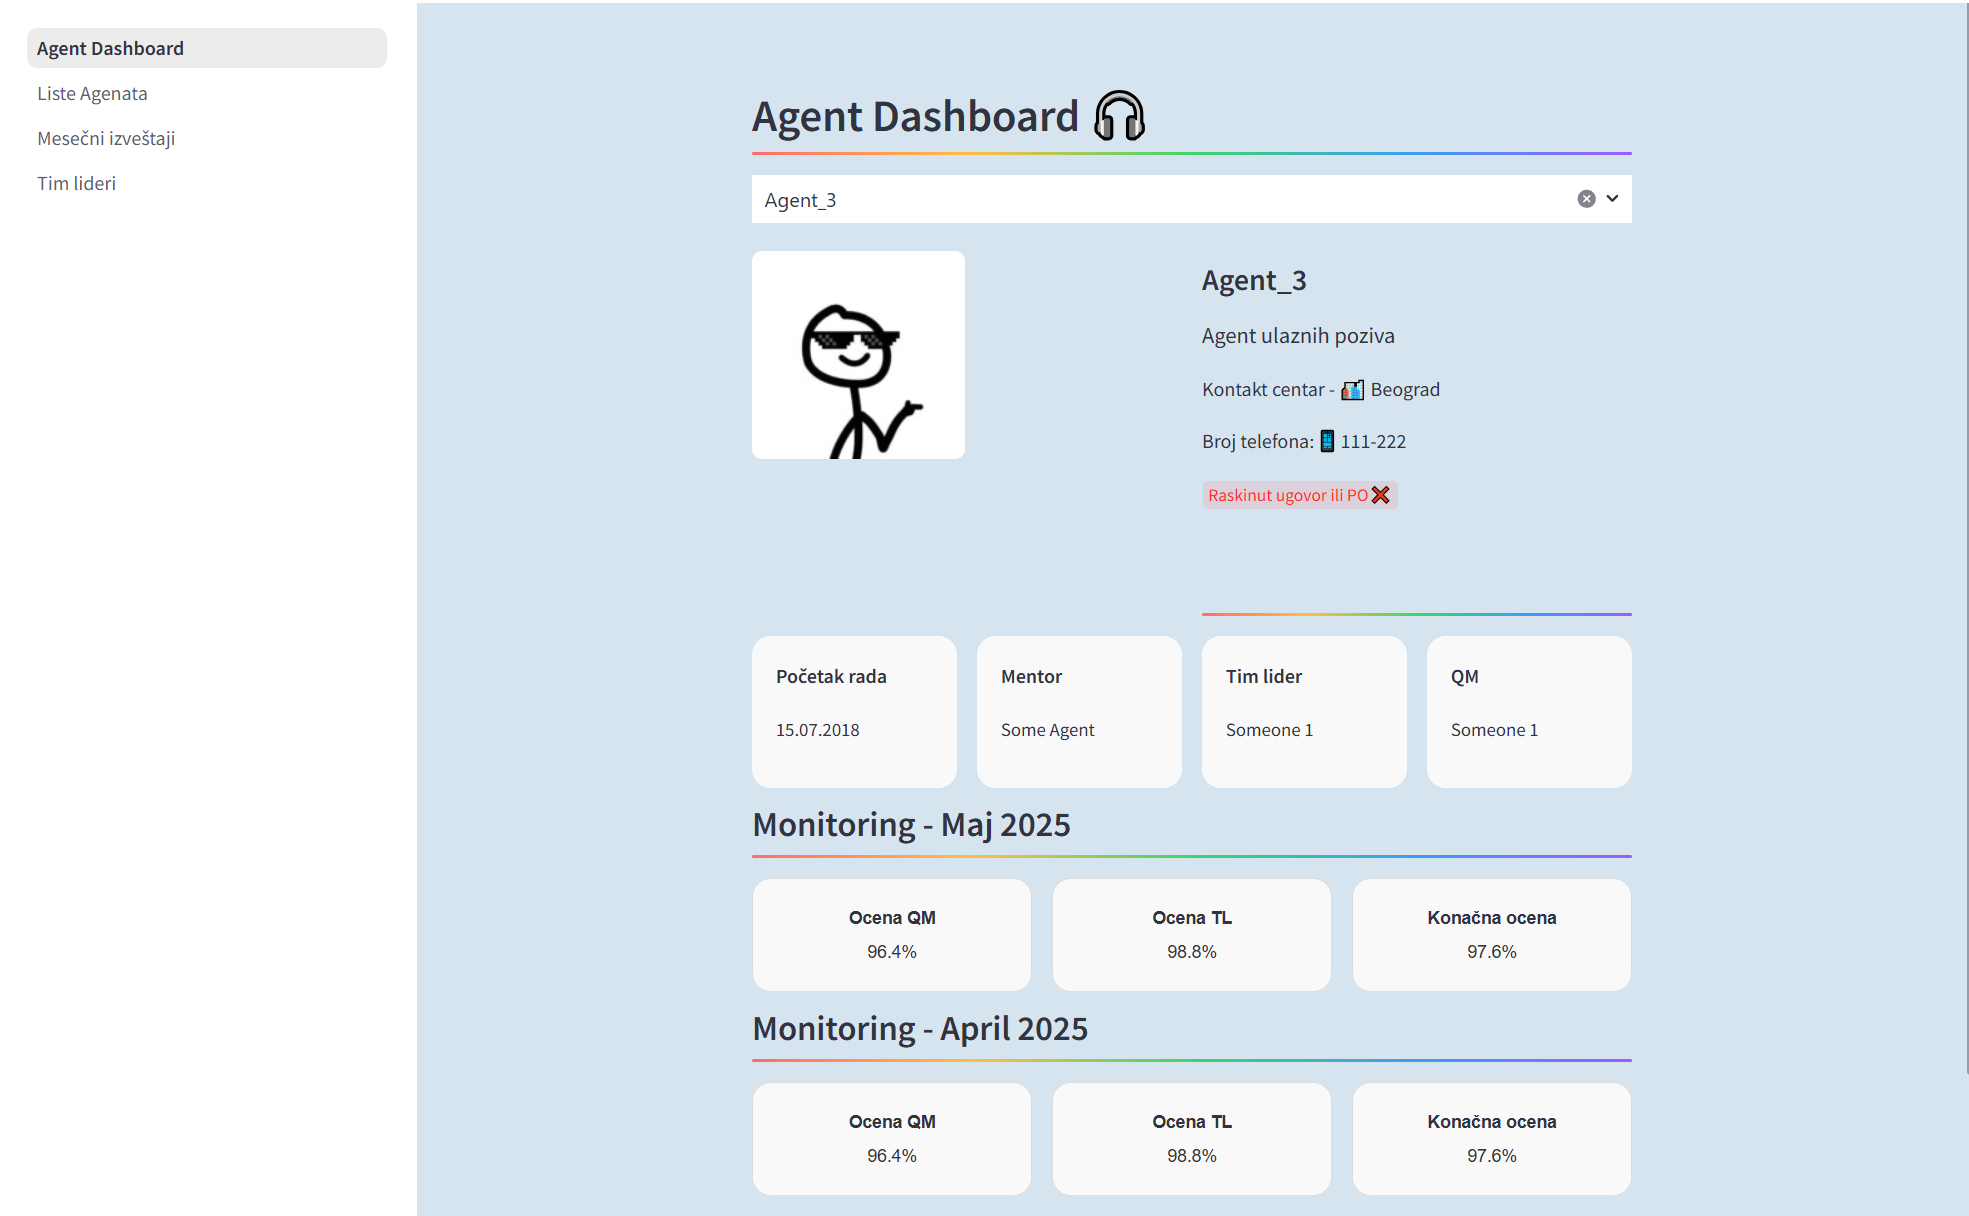 Agent Dashboard
Liste Agenata
Mesečni izveštaji
Tim lideri
Agent Dashboard 🎧
Agent_3
Agent_3
Agent ulaznih poziva
Kontakt centar - 🏙️ Beograd
Broj telefona: 📱 111-222
Raskinut ugovor ili PO❌
Početak rada
15.07.2018
Mentor
Some Agent
Tim lider
Someone 1
QM
Someone 1
Monitoring - Maj 2025
Ocena QM
96.4%
Ocena TL
98.8%
Konačna ocena
97.6%
Monitoring - April 2025
Ocena QM
96.4%
Ocena TL
98.8%
Konačna ocena
97.6%